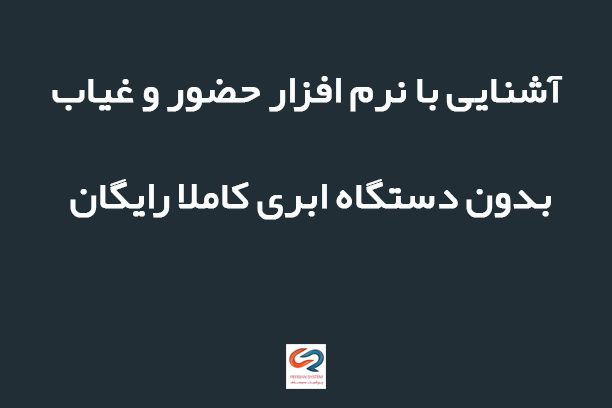 آشنایی با نرم افزار حضور و غیاب
بدون دستگاه ابری کاملا رایگان